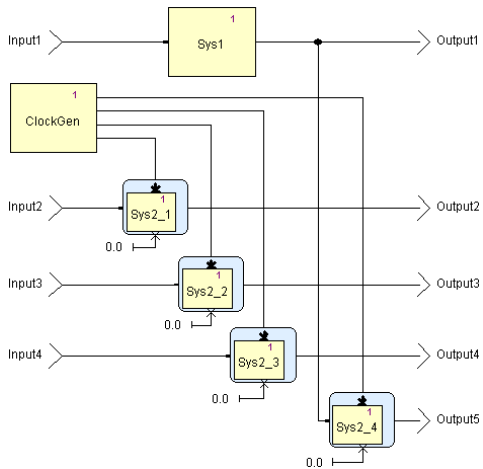 Input1
1
Sys1
Output1
1
ClockGen
Input2
1
Sys2_1
Output2
0.0
Input3
1
Sys2_2
Output3
0.0
Input4
1
Sys2_3
Output4
0.0
1
Sys2_4
Output5
0.0